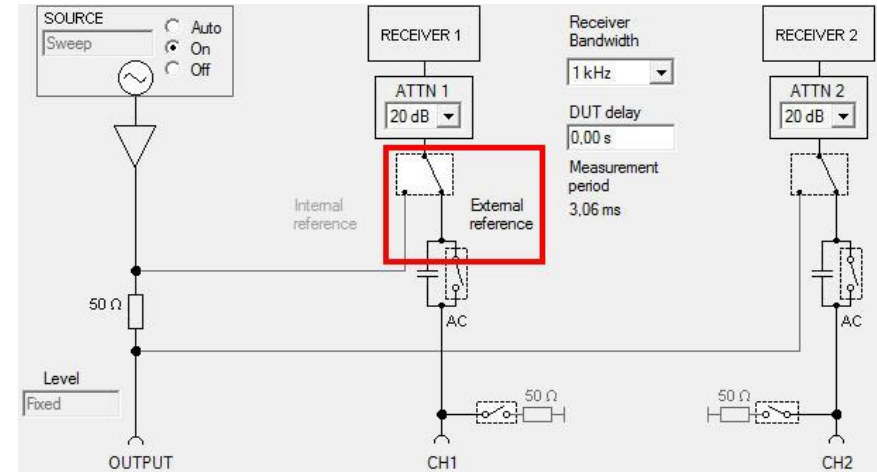 SOURCE
Sweep
Auto
On
Off
RECEIVER 1
ATTN 1
20 dB
Receiver
Bandwidth
1 kHz
DUT delay
0,00 s
Measurement
period
3,06 ms
RECEIVER 2
ATTN 2
20 dB
Internal
reference
External
reference
50 Ω
AC
AC
Level
Fixed
50 Ω
50 Ω
OUTPUT
CH1
CH2